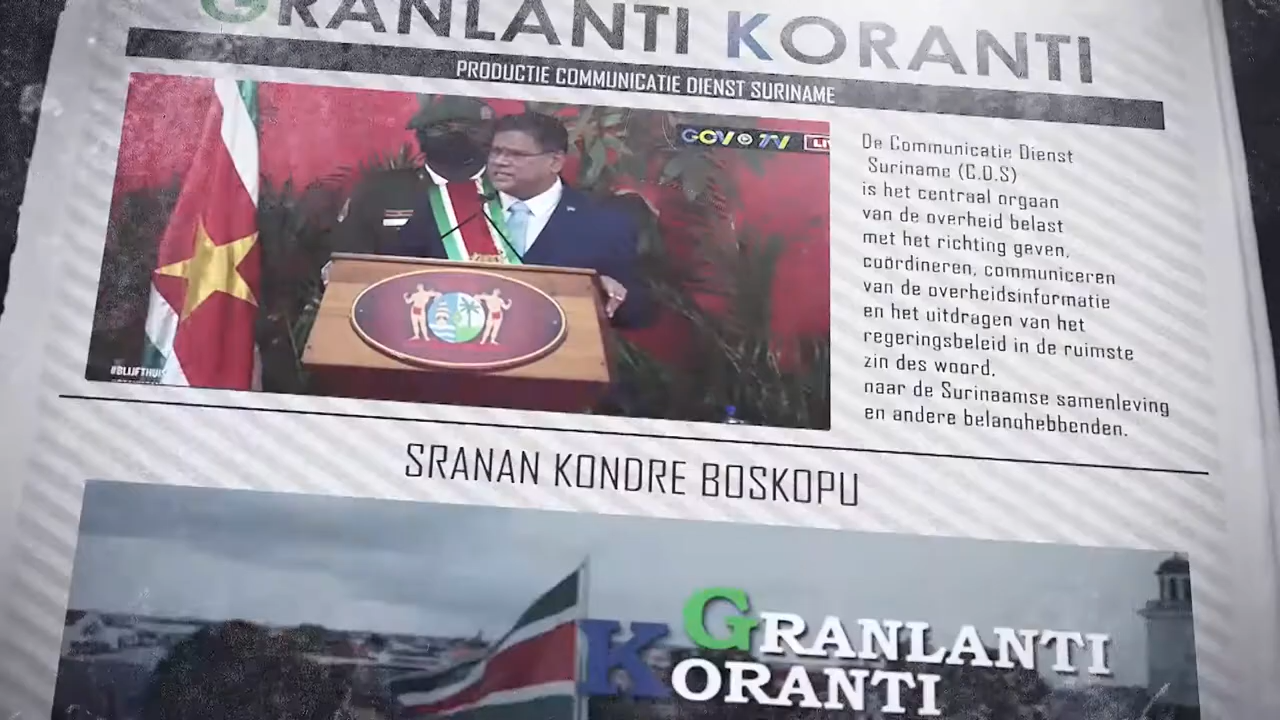 GRANLANTI KORANTI
PRODUCTIE COMMUNICATIE DIENST SURINAME
GOV TV LI
#BLIJFTHUIS
De Communicatie Dienst
Suriname (C.D.S)
is het centraal orgaan
van de overheid belast
met het richting geven,
coördineren, communiceren
van de overheidsinformatie
en het uitdragen van het
regeringsbeleid in de ruimste
zin des woord,
naar de Surinaamse samenleving
en andere belanghebbenden.
SRANAN KONDRE BOSKOPU
GRANLANTI
KORANTI